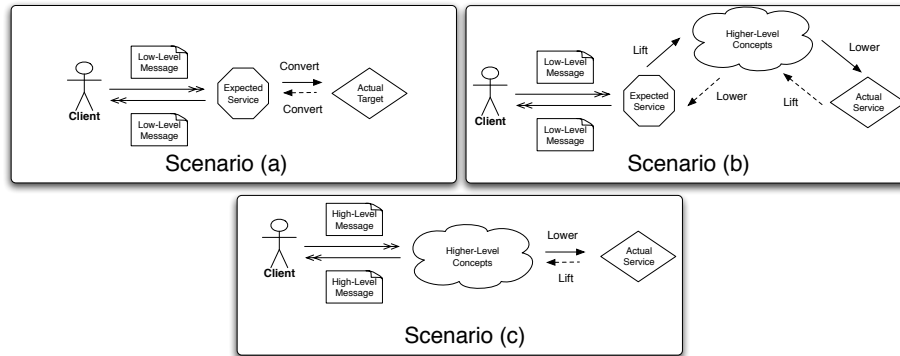 Low-Level
Message
Client
Expected
Service
Convert
Convert
Actual
Target
Low-Level
Message
Scenario (a)
Higher-Level
Concepts
Lift
Lower
Low-Level
Message
Client
Expected
Service
Lower
Lift
Actual
Service
Low-Level
Message
Scenario (b)
High-Level
Message
Client
Higher-Level
Concepts
Lower
Lift
Actual
Service
High-Level
Message
Scenario (c)